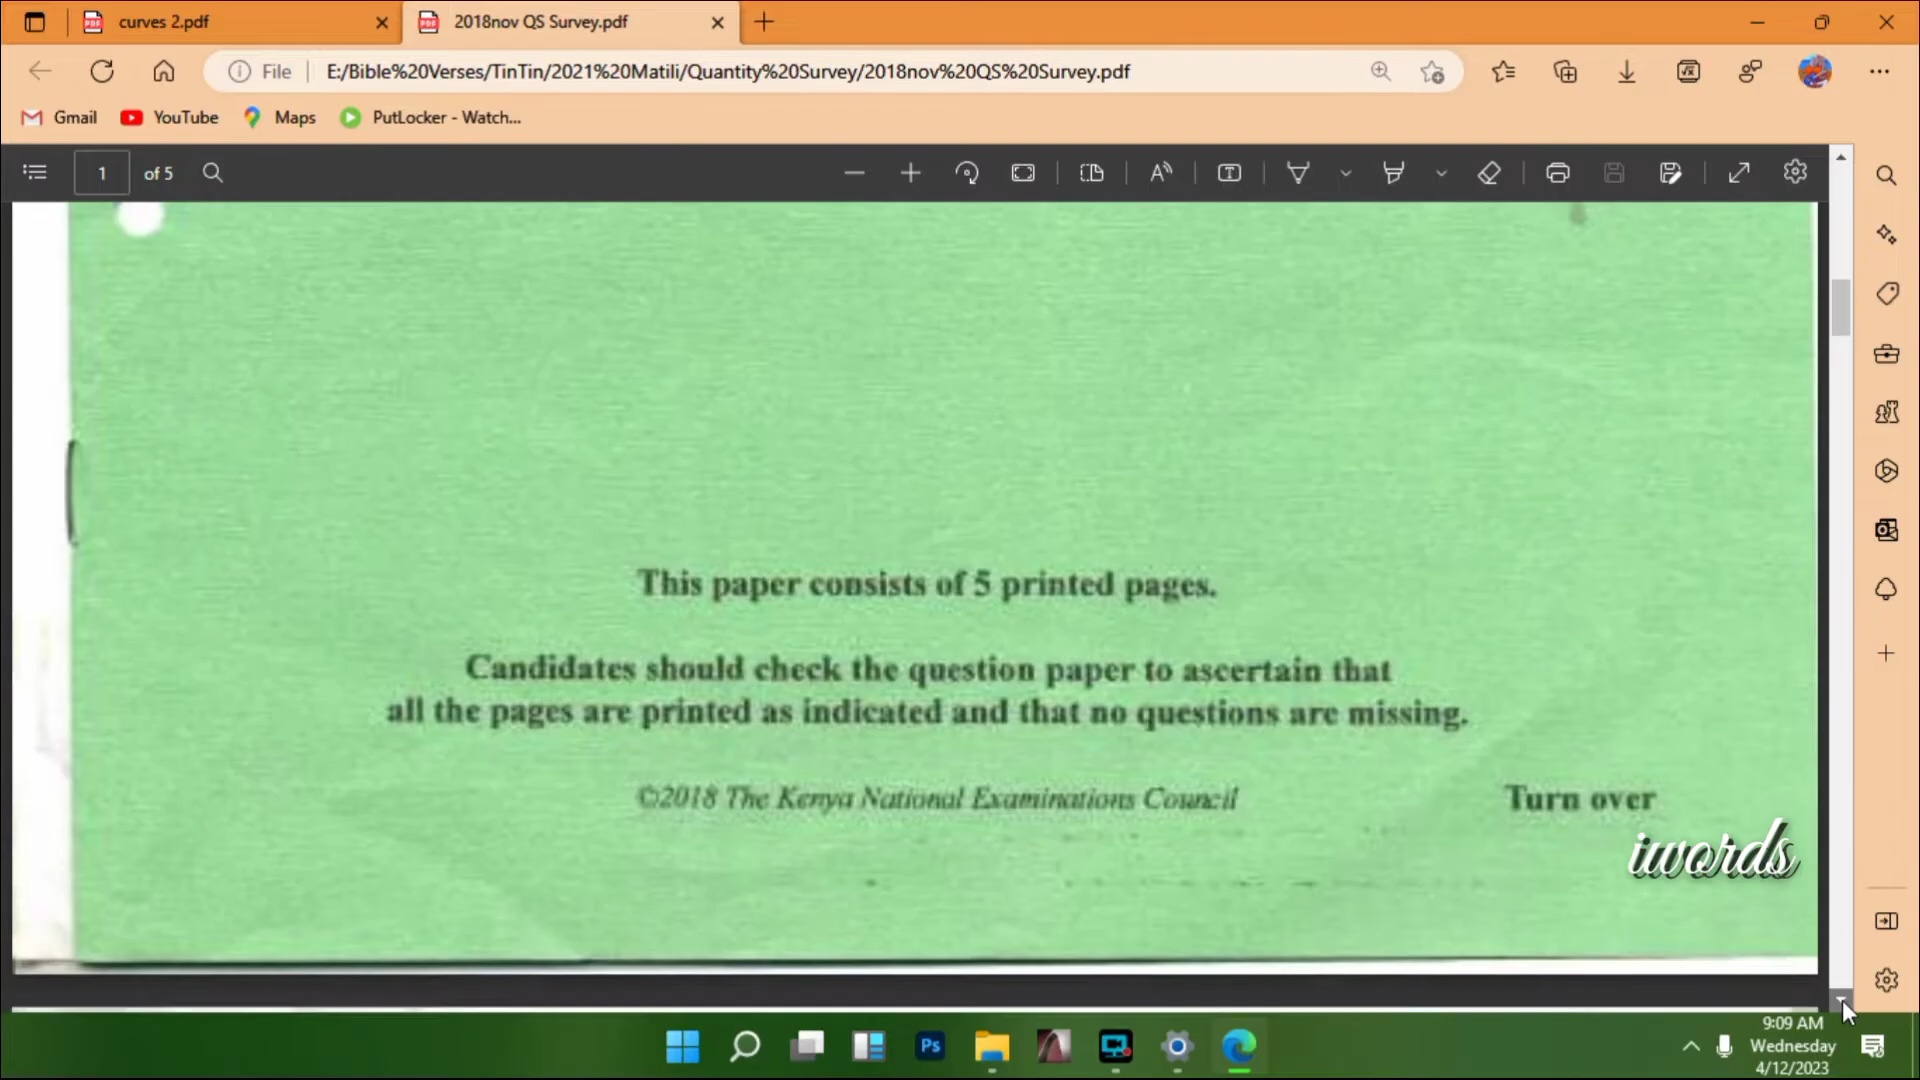 curves 2.pdf
2018nov QS Survey.pdf
File
E:/Bible%20Verses/TinTin/2021%20Matili/Quantity%20Survey/2018nov%20QS%20Survey.pdf
Gmail
YouTube
Maps
PutLocker - Watch...
1
of 5
This paper consists of 5 printed pages.
Candidates should check the question paper to ascertain that
all the pages are printed as indicated and that no questions are missing.
©2018 The Kenya National Examinations Council
Turn over
iwords
Ps
9:09 AM
Wednesday
4/12/2023